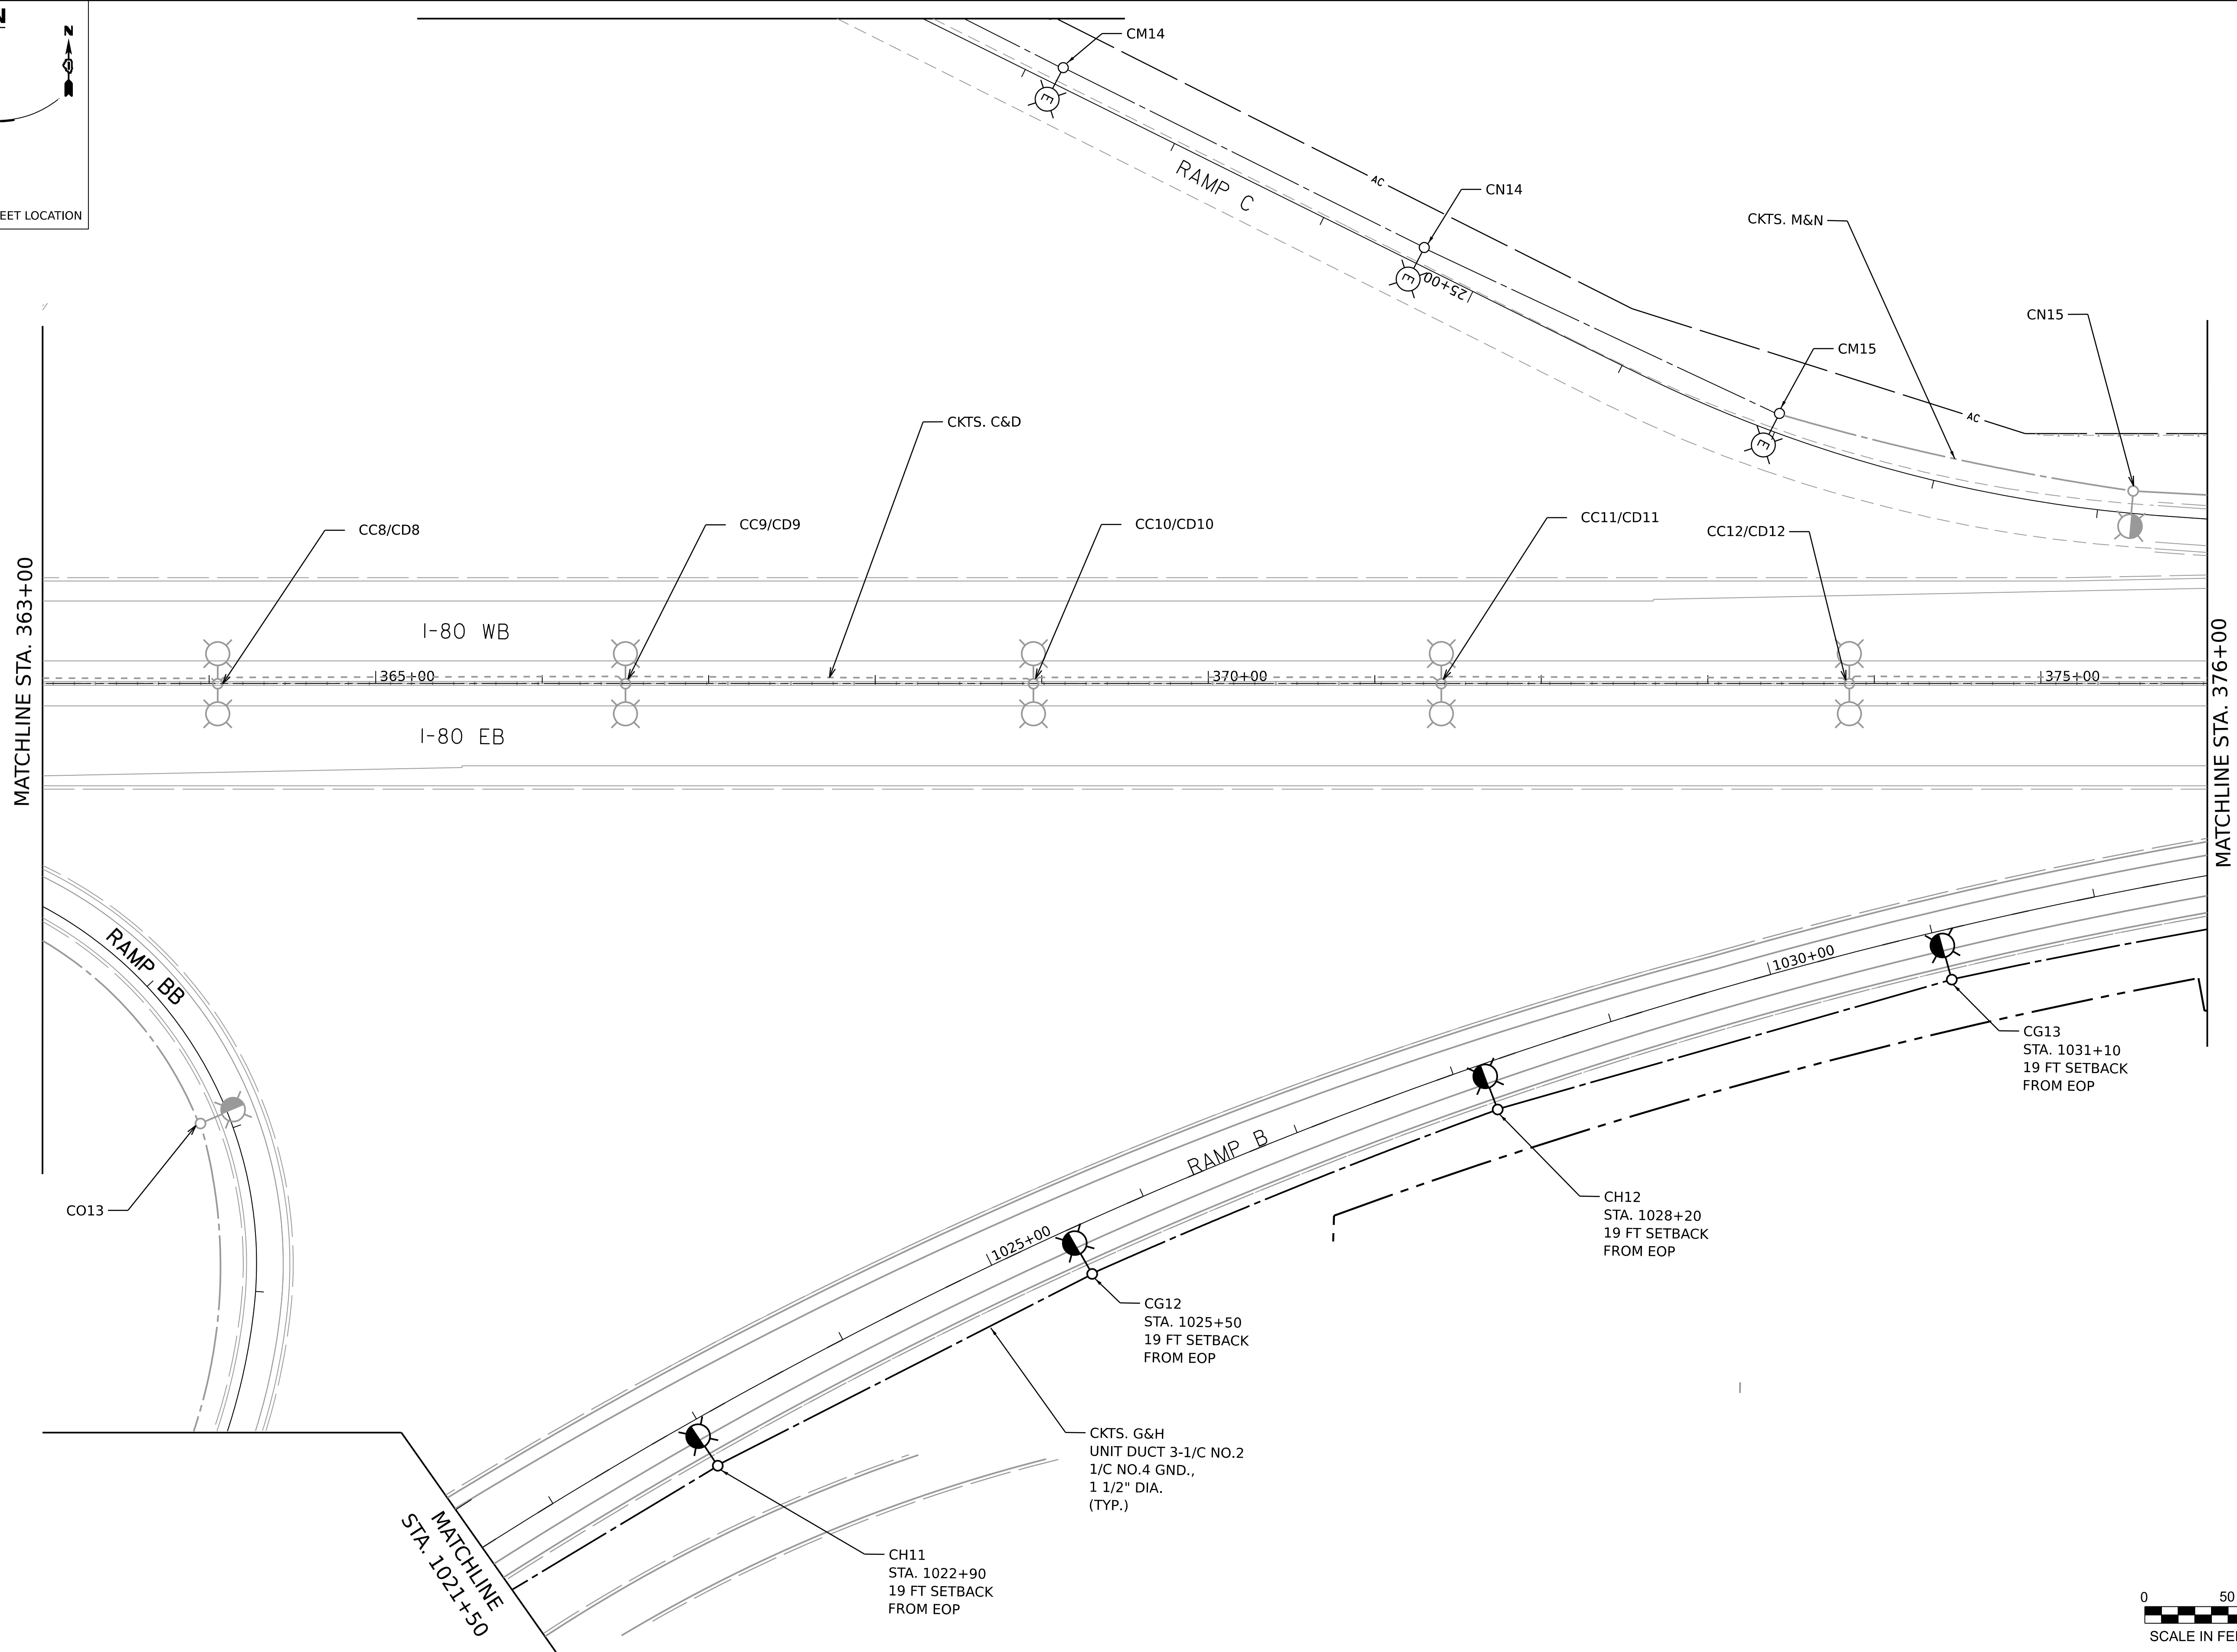 N
N
EET LOCATION
CM14
AC
RAMP C
CN14
E
E
25+00
CKTS. M&N
CN15
CM15
E
AC
CKTS. C&D
CC8/CD8
CC9/CD9
CC10/CD10
CC11/CD11
CC12/CD12
MATCHLINE STA. 363+00
MATCHLINE STA. 376+00
I-80 WB
365+00
370+00
375+00
I-80 EB
RAMP BB
CO13
1030+00
CG13
STA. 1031+10
19 FT SETBACK
FROM EOP
RAMP B
CH12
STA. 1028+20
19 FT SETBACK
FROM EOP
1025+00
CG12
STA. 1025+50
19 FT SETBACK
FROM EOP
CKTS. G&H
UNIT DUCT 3-1/C NO.2
1/C NO.4 GND.,
1 1/2" DIA.
(TYP.)
CH11
STA. 1022+90
19 FT SETBACK
FROM EOP
MATCHLINE
STA. 1021+50
0 50
SCALE IN FE